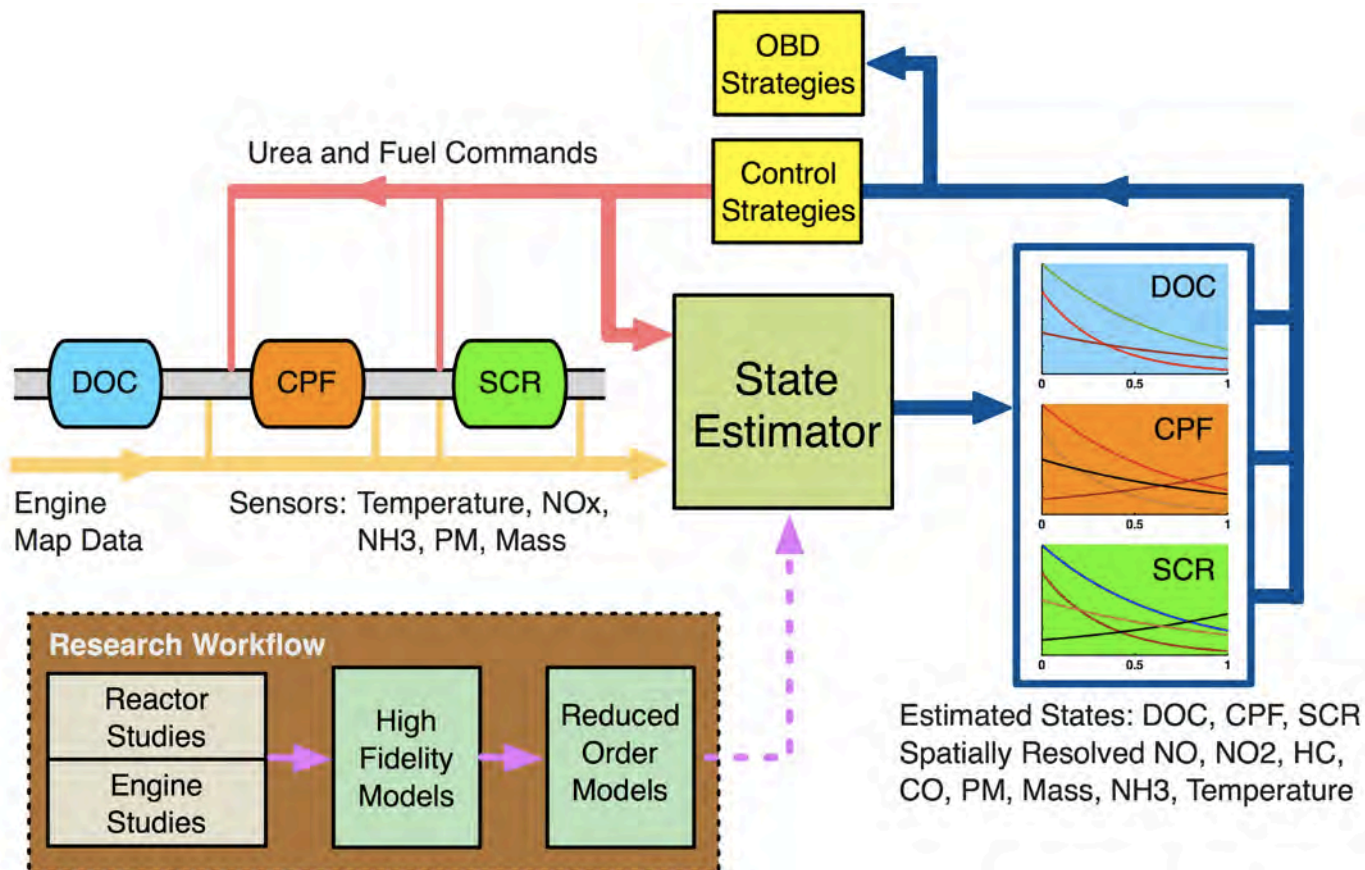 OBD
Strategies
Urea and Fuel Commands
Control
Strategies
DOC
CPF
SCR
State
Estimator
DOC
0 0.5 1
CPF
0 0.5 1
SCR
0 0.5 1
Engine
Map Data
Sensors: Temperature, NOx,
NH3, PM, Mass
Research Workflow
Reactor
Studies
Engine
Studies
High
Fidelity
Models
Reduced
Order
Models
Estimated States: DOC, CPF, SCR
Spatially Resolved NO, NO2, HC,
CO, PM, Mass, NH3, Temperature